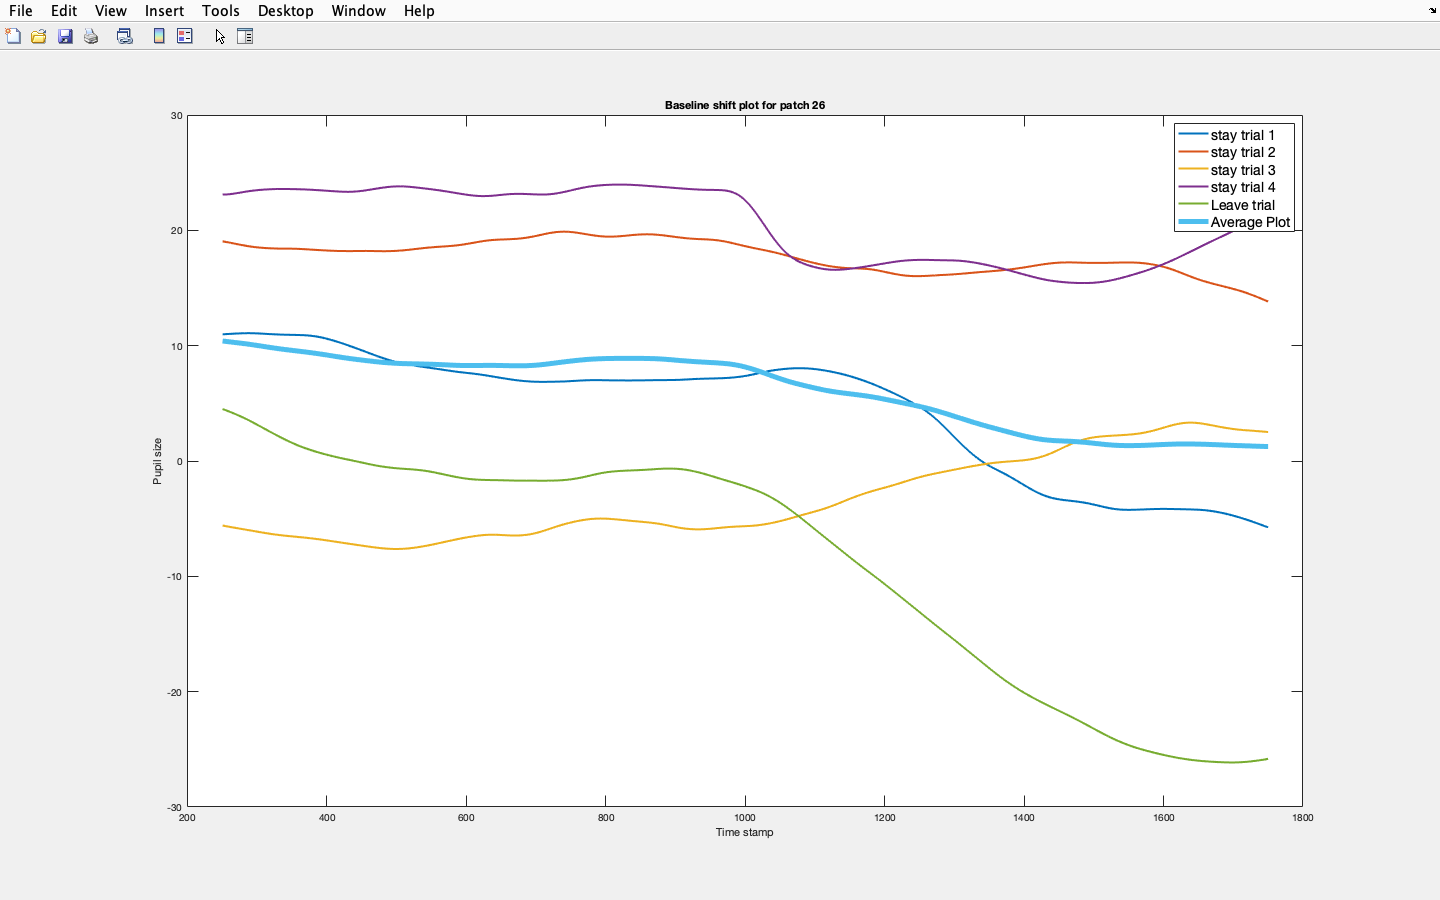 File Edit View Insert Tools Desktop Window Help
Baseline shift plot for patch 26
30
20
10
0
-10
-20
-30
Pupil size
stay trial 1
stay trial 2
stay trial 3
stay trial 4
Leave trial
Average Plot
200 400 600 800 1000 1200 1400 1600 1800
Time stamp